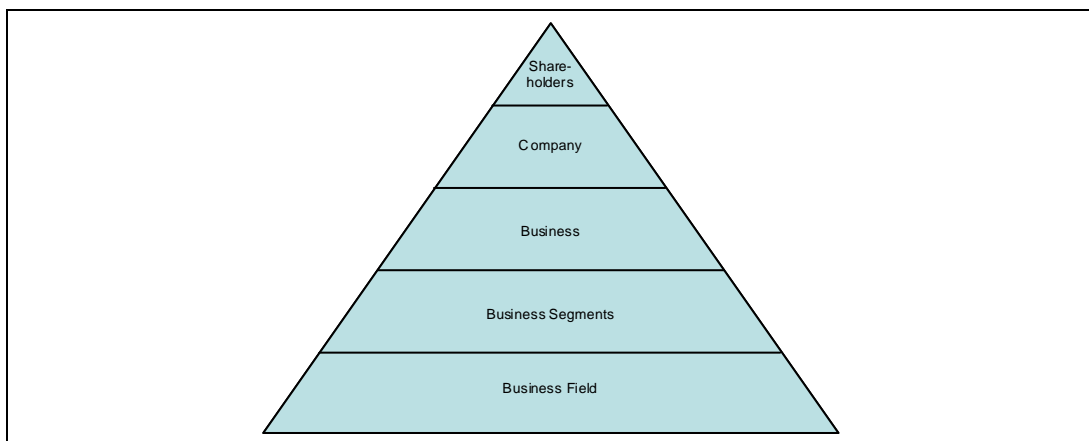 Share-
holders
Company
Business
Business Segments
Business Field